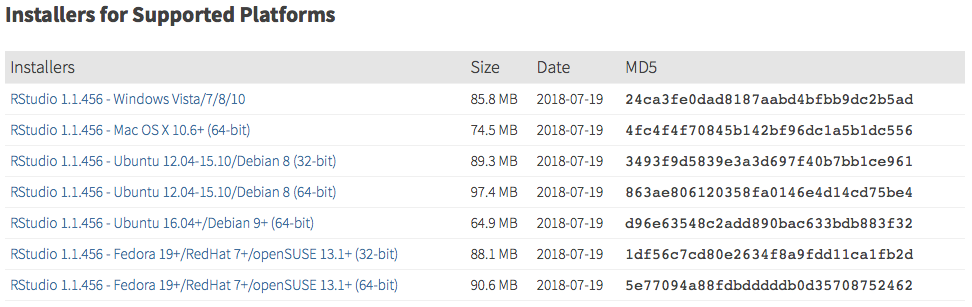 Installers for Supported Platforms
Installers Size Date MD5
RStudio 1.1.456 - Windows Vista/7/8/10 85.8 MB 2018-07-19 24ca3fe0dad8187aabd4bfbb9dc2b5ad
RStudio 1.1.456 - Mac OS X 10.6+ (64-bit) 74.5 MB 2018-07-19 4fc4f4f70845b142bf96dc1a5b1dc556
RStudio 1.1.456 - Ubuntu 12.04-15.10/Debian 8 (32-bit) 89.3 MB 2018-07-19 3493f9d5839e3a3d697f40b7bb1ce961
RStudio 1.1.456 - Ubuntu 12.04-15.10/Debian 8 (64-bit) 97.4 MB 2018-07-19 863ae806120358fa0146e4d14cd75be4
RStudio 1.1.456 - Ubuntu 16.04+/Debian 9+ (64-bit) 64.9 MB 2018-07-19 d96e63548c2add890bac633bdb883f32
RStudio 1.1.456 - Fedora 19+/RedHat 7+/openSUSE 13.1+ (32-bit) 88.1 MB 2018-07-19 1df56c7cd80e2634f8a9fdd11ca1fb2d
RStudio 1.1.456 - Fedora 19+/RedHat 7+/openSUSE 13.1+ (64-bit) 90.6 MB 2018-07-19 5e77094a88fdbdddddb0d35708752462